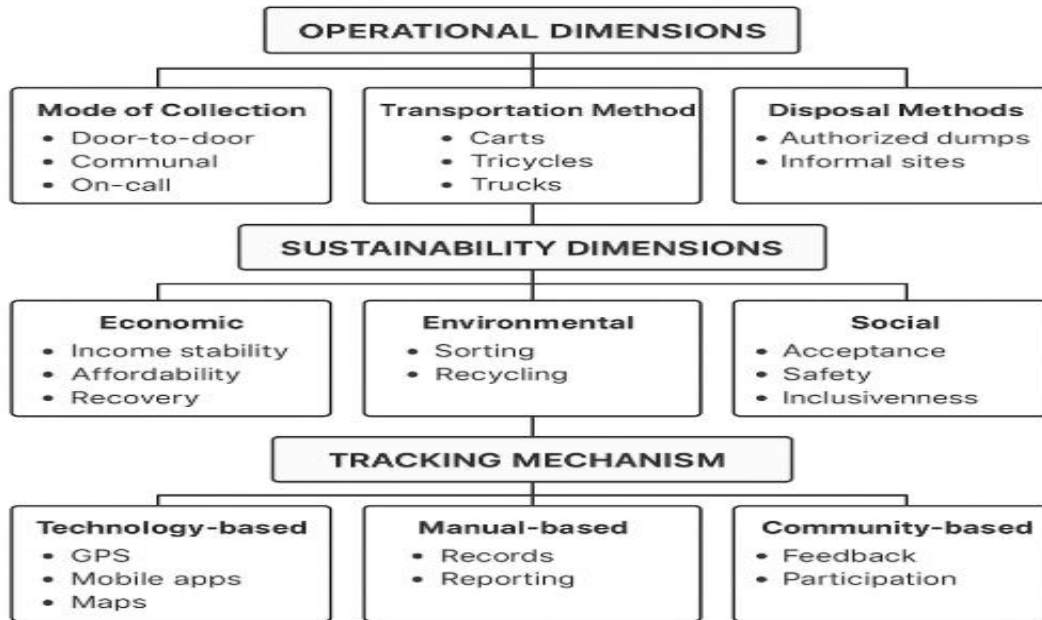 OPERATIONAL DIMENSIONS
Mode of Collection
• Door-to-door
• Communal
• On-call
Transportation Method
• Carts
• Tricycles
• Trucks
Disposal Methods
• Authorized dumps
• Informal sites
SUSTAINABILITY DIMENSIONS
Economic
• Income stability
• Affordability
• Recovery
Environmental
• Sorting
• Recycling
Social
• Acceptance
• Safety
• Inclusivenness
TRACKING MECHANISM
Technology-based
• GPS
• Mobile apps
• Maps
Manual-based
• Records
• Reporting
Community-based
• Feedback
• Participation